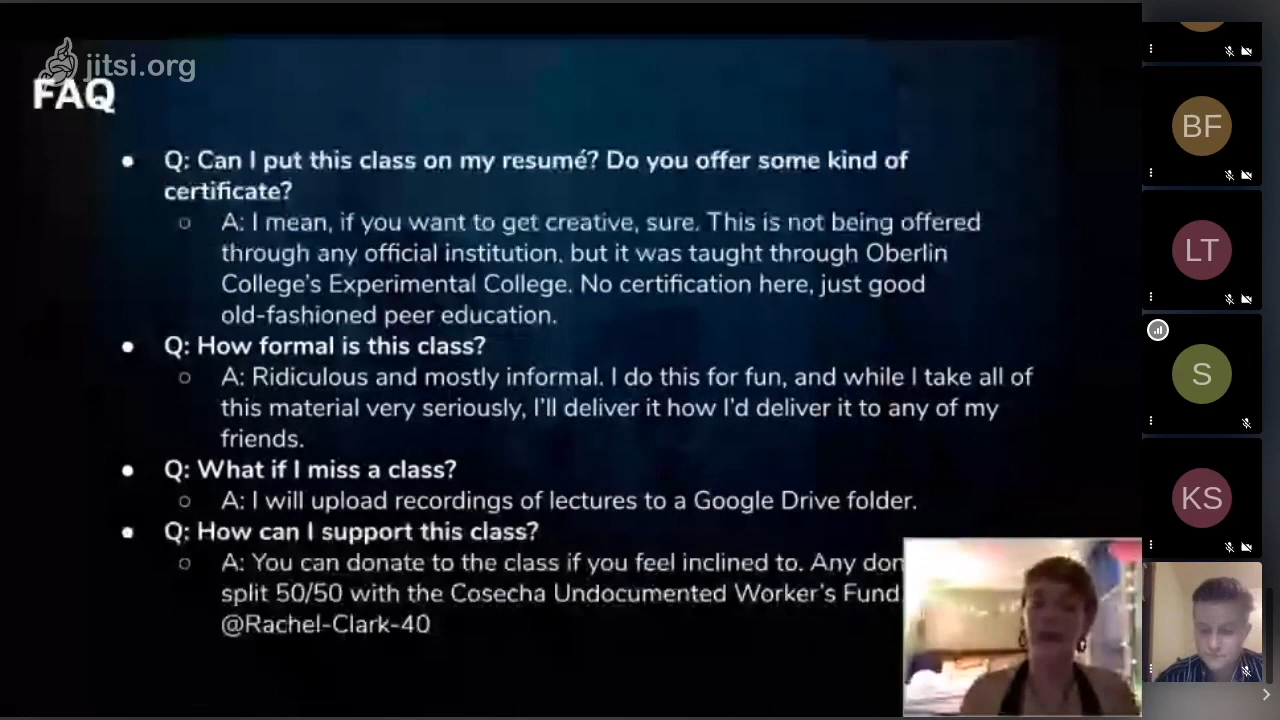 jitsi.org
FAQ
Q: Can I put this class on my resumé? Do you offer some kind of
certificate?
A: I mean, if you want to get creative, sure. This is not being offered
through any official institution, but it was taught through Oberlin
College's Experimental College. No certification here, just good
old-fashioned peer education.
Q: How formal is this class?
A: Ridiculous and mostly informal. I do this for fun, and while I take all of
this material very seriously, I'll deliver it how I'd deliver it to any of my
friends.
Q: What if I miss a class?
A: I will upload recordings of lectures to a Google Drive folder.
Q: How can I support this class?
A: You can donate to the class if you feel inclined to. Any don
split 50/50 with the Cosecha Undocumented Worker's Fund
@Rachel-Clark-40
BF
LT
S
KS